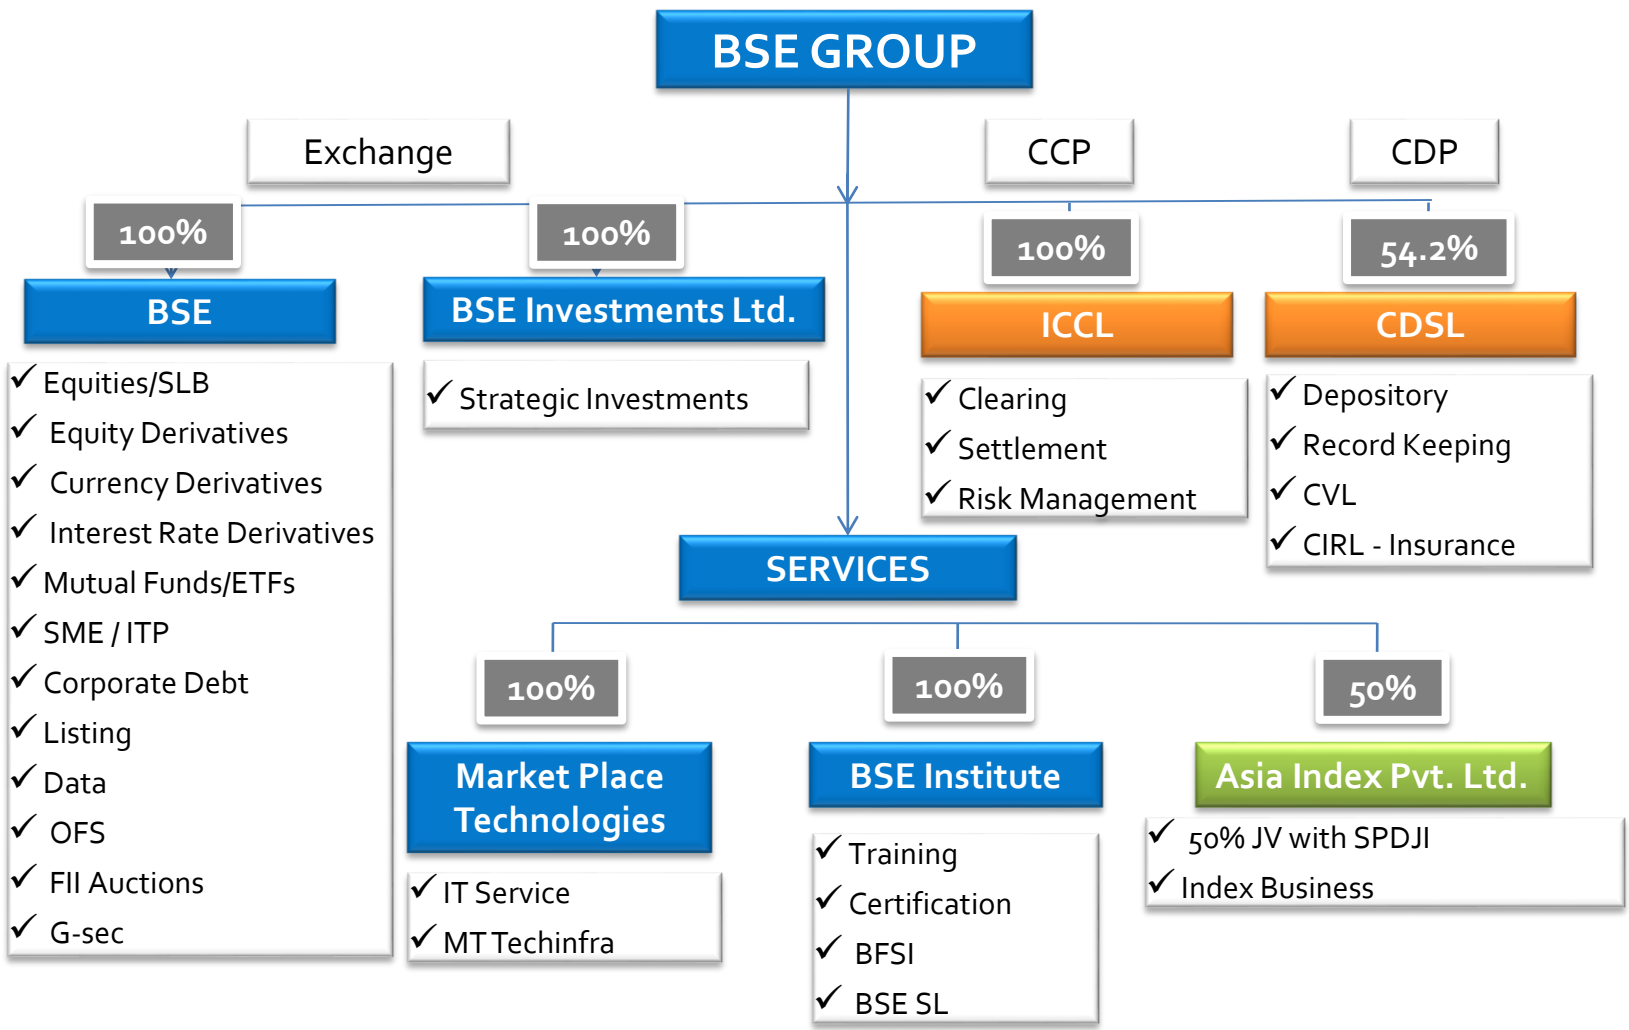 BSE GROUP
Exchange
CCP
CDP
100%
100%
100%
54.2%
BSE
BSE Investments Ltd.
ICCL
CDSL
✓ Equities/SLB
✓ Equity Derivatives
✓ Currency Derivatives
✓ Interest Rate Derivatives
✓ Mutual Funds/ETFs
✓ SME / ITP
✓ Corporate Debt
✓ Listing
✓ Data
✓ OFS
✓ FII Auctions
✓ G-sec
✓ Strategic Investments
✓ Clearing
✓ Settlement
✓ Risk Management
✓ Depository
✓ Record Keeping
✓ CVL
✓ CIRL - Insurance
SERVICES
100%
100%
50%
Market Place
Technologies
✓ IT Service
✓ MT Techinfra
BSE Institute
✓ Training
✓ Certification
✓ BFSI
✓ BSE SL
Asia Index Pvt. Ltd.
✓ 50% JV with SPDJI
✓ Index Business